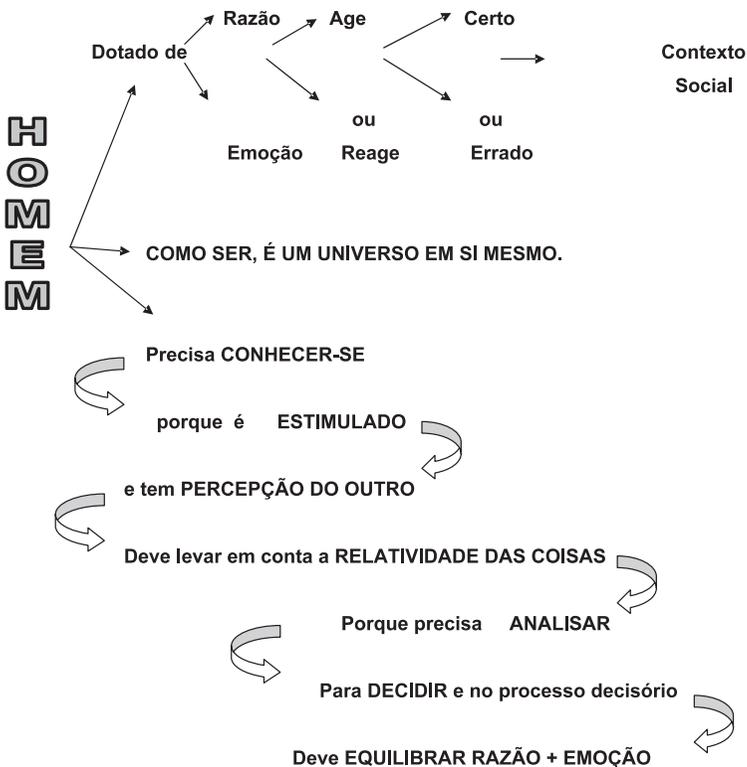 HOMEM
Razão Age Certo
Dotado de Contexto
Social
ou ou
Emoção Reage Errado
COMO SER, É UM UNIVERSO EM SI MESMO.
Precisa CONHECER-SE
porque é ESTIMULADO
e tem PERCEPÇÃO DO OUTRO
Deve levar em conta a RELATIVIDADE DAS COISAS
Porque precisa ANALISAR
Para DECIDIR e no processo decisório
Deve EQUILIBRAR RAZÃO + EMOÇÃO